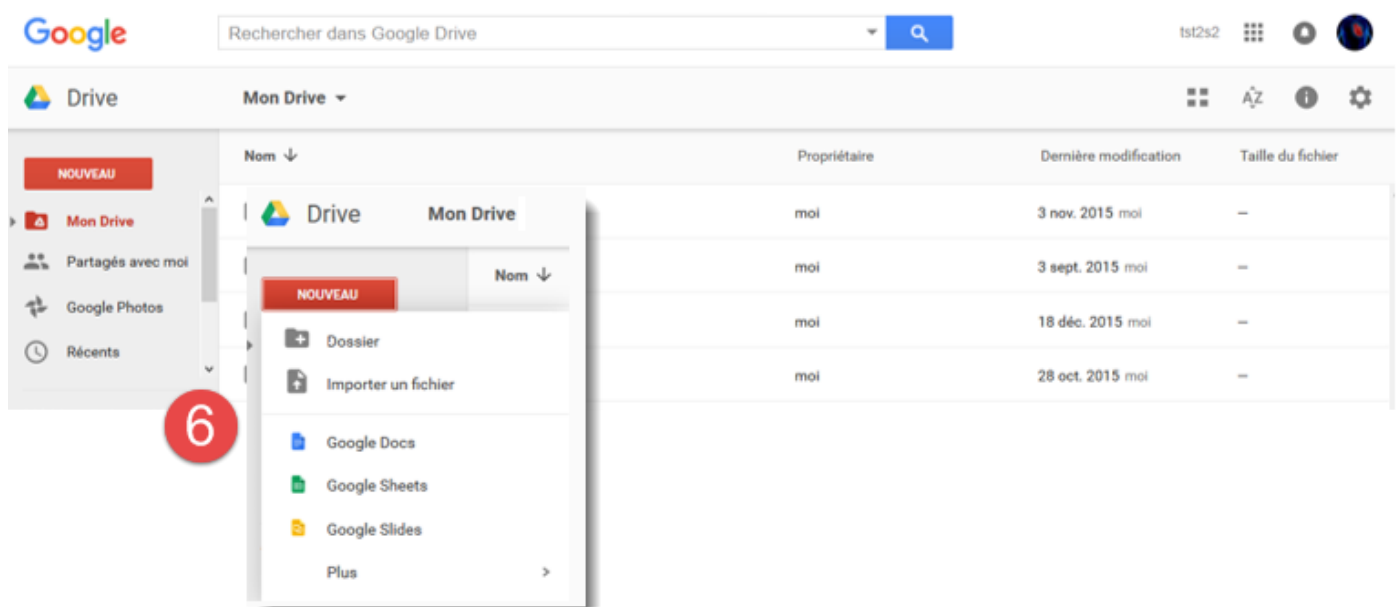 Google Rechercher dans Google Drive tst2s2
Drive Mon Drive
NOUVEAU
Mon Drive
Partagés avec moi
Google Photos
Récents
Nom Propriétaire Dernière modification Taille du fichier
moi 3 nov. 2015 moi –
moi 3 sept. 2015 moi –
moi 18 déc. 2015 moi –
moi 28 oct. 2015 moi –
6
Drive Mon Drive
NOUVEAU
Nom
Dossier
Importer un fichier
Google Docs
Google Sheets
Google Slides
Plus